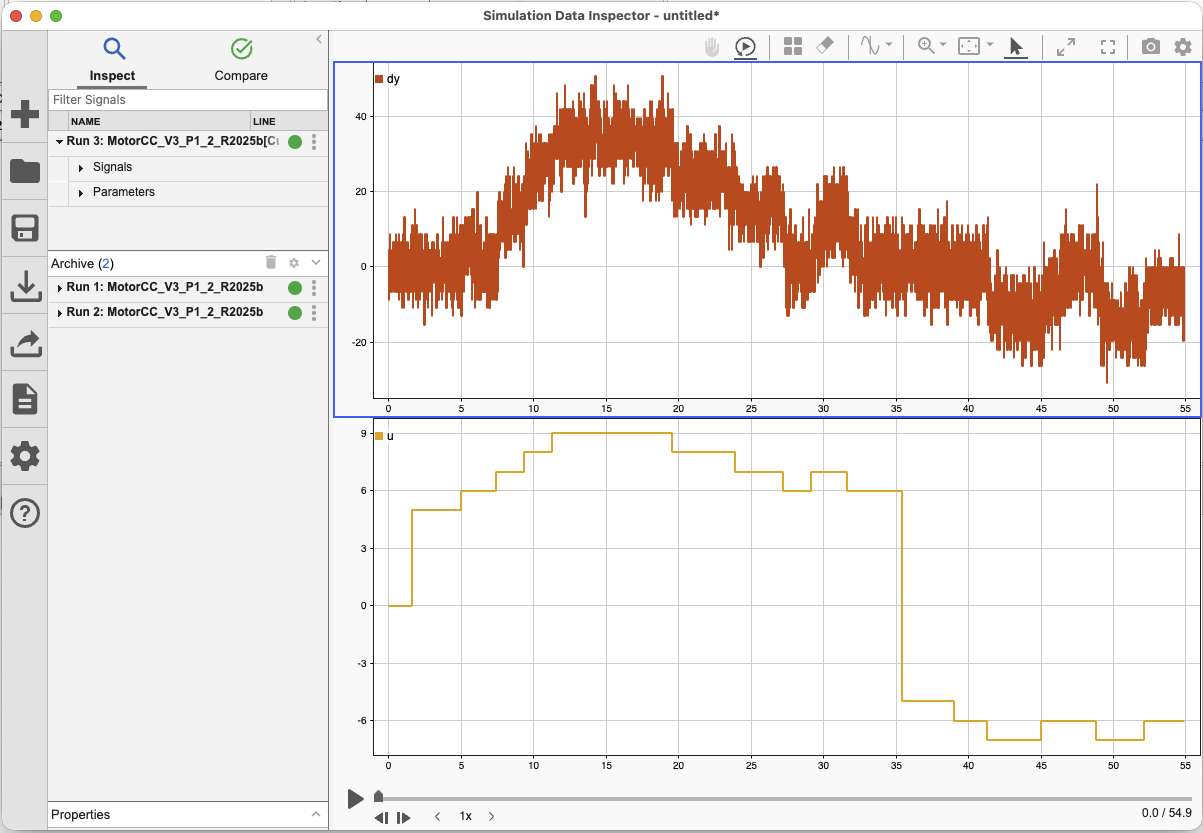 Simulation Data Inspector - untitled*
Inspect
Compare
Filter Signals
NAME
LINE
Run 3: MotorCC_V3_P1_2_R2025b[
Signals
Parameters
Archive (2)
Run 1: MotorCC_V3_P1_2_R2025b
Run 2: MotorCC_V3_P1_2_R2025b
Properties
dy
40
20
0
-20
0 5 10 15 20 25 30 35 40 45 50 55
u
9
6
3
0
-3
-6
0 5 10 15 20 25 30 35 40 45 50 55
1x
0.0 / 54.9